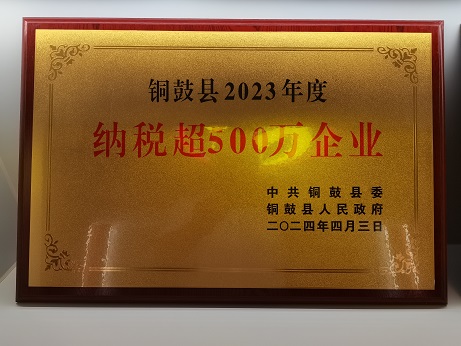 铜鼓县2023年度
纳税超500万企业
中共铜鼓县委
铜鼓县人民政府
二〇二四年四月三日